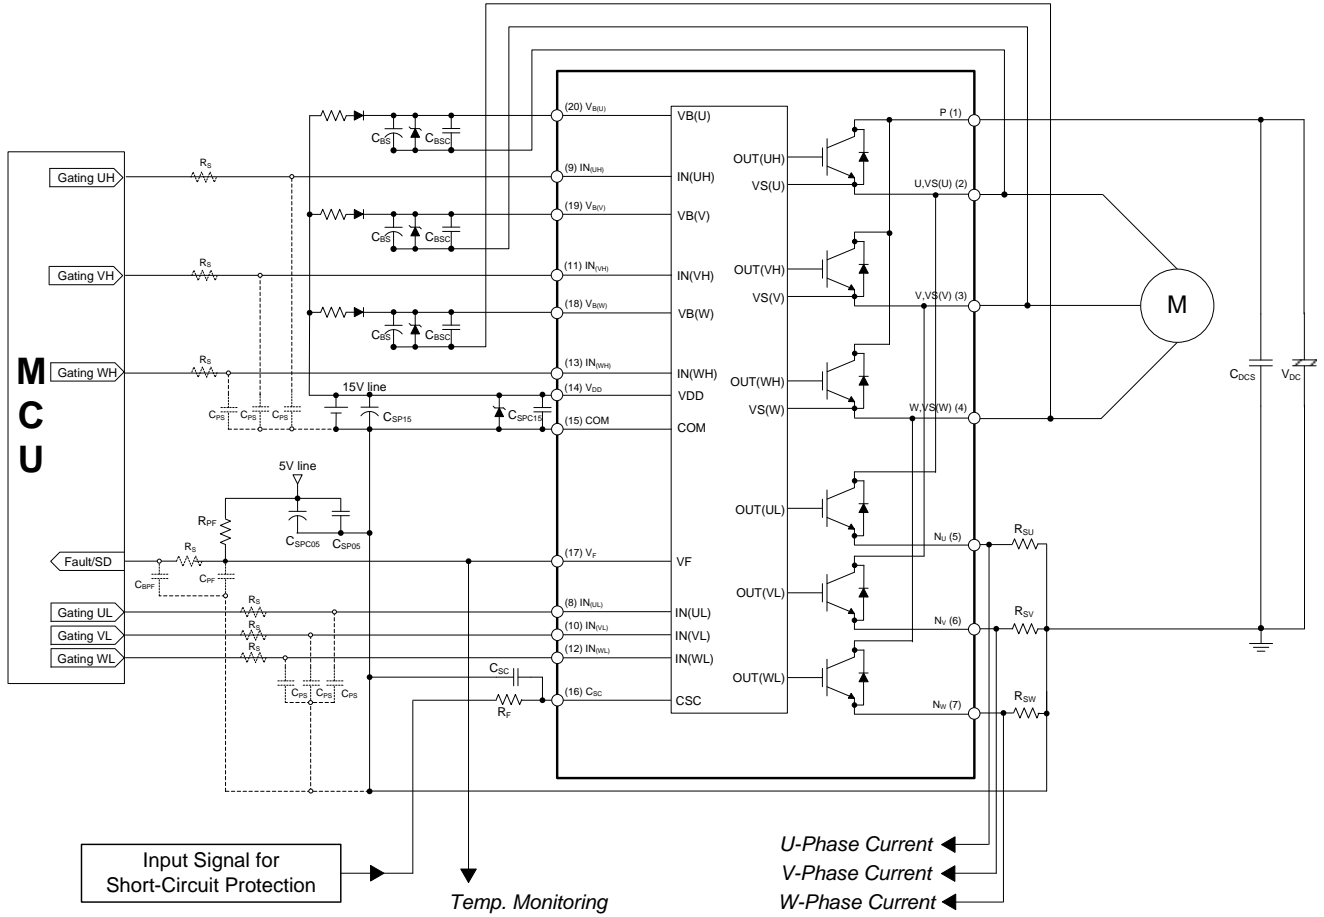 (20) VB(U)
VB(U)
P (1)
CBS
CBSC
OUT(UH)
Gating UH
RS
(9) IN(UH)
IN(UH)
VS(U)
U,VS(U) (2)
(19) VB(V)
VB(V)
CBS
CBSC
Gating VH
RS
(11) IN(VH)
IN(VH)
OUT(VH)
VS(V)
V,VS(V) (3)
M
(18) VB(W)
VB(W)
CBS
CBSC
MCU
Gating WH
RS
(13) IN(WH)
IN(WH)
OUT(WH)
CDCS
VDC
15V line
(14) VDD
VDD
VS(W)
W,VS(W) (4)
CPS
CPS
CPS
CSP15
CSPC15
(15) COM
COM
5V line
RPF
CSPC05
CSP05
OUT(UL)
NU (5)
RSU
Fault/SD
RS
(17) VF
VF
CBPF
CPF
OUT(VL)
Gating UL
RS
(8) IN(UL)
IN(UL)
Gating VL
RS
(10) IN(VL)
IN(VL)
NV (6)
RSV
Gating WL
RS
(12) IN(WL)
IN(WL)
CPS
CPS
CPS
CSC
OUT(WL)
RF
(16) CSC
CSC
NW (7)
RSW
Input Signal for
Short-Circuit Protection
Temp. Monitoring
U-Phase Current
V-Phase Current
W-Phase Current